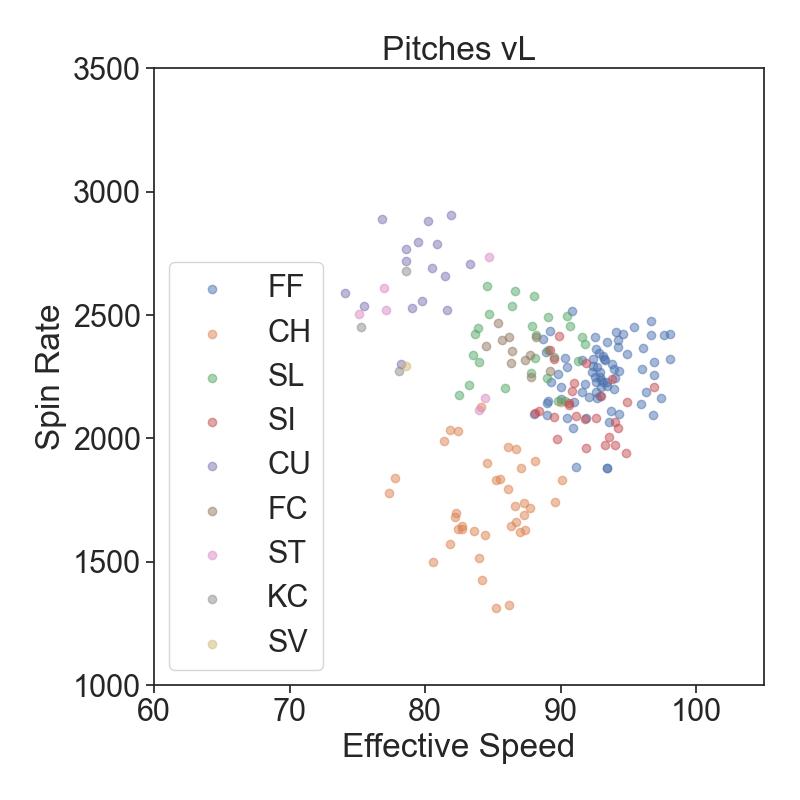 Pitches vL
3500
3000
2500
2000
1500
1000
Spin Rate
FF
CH
SL
SI
CU
FC
ST
KC
SV
60 70 80 90 100
Effective Speed